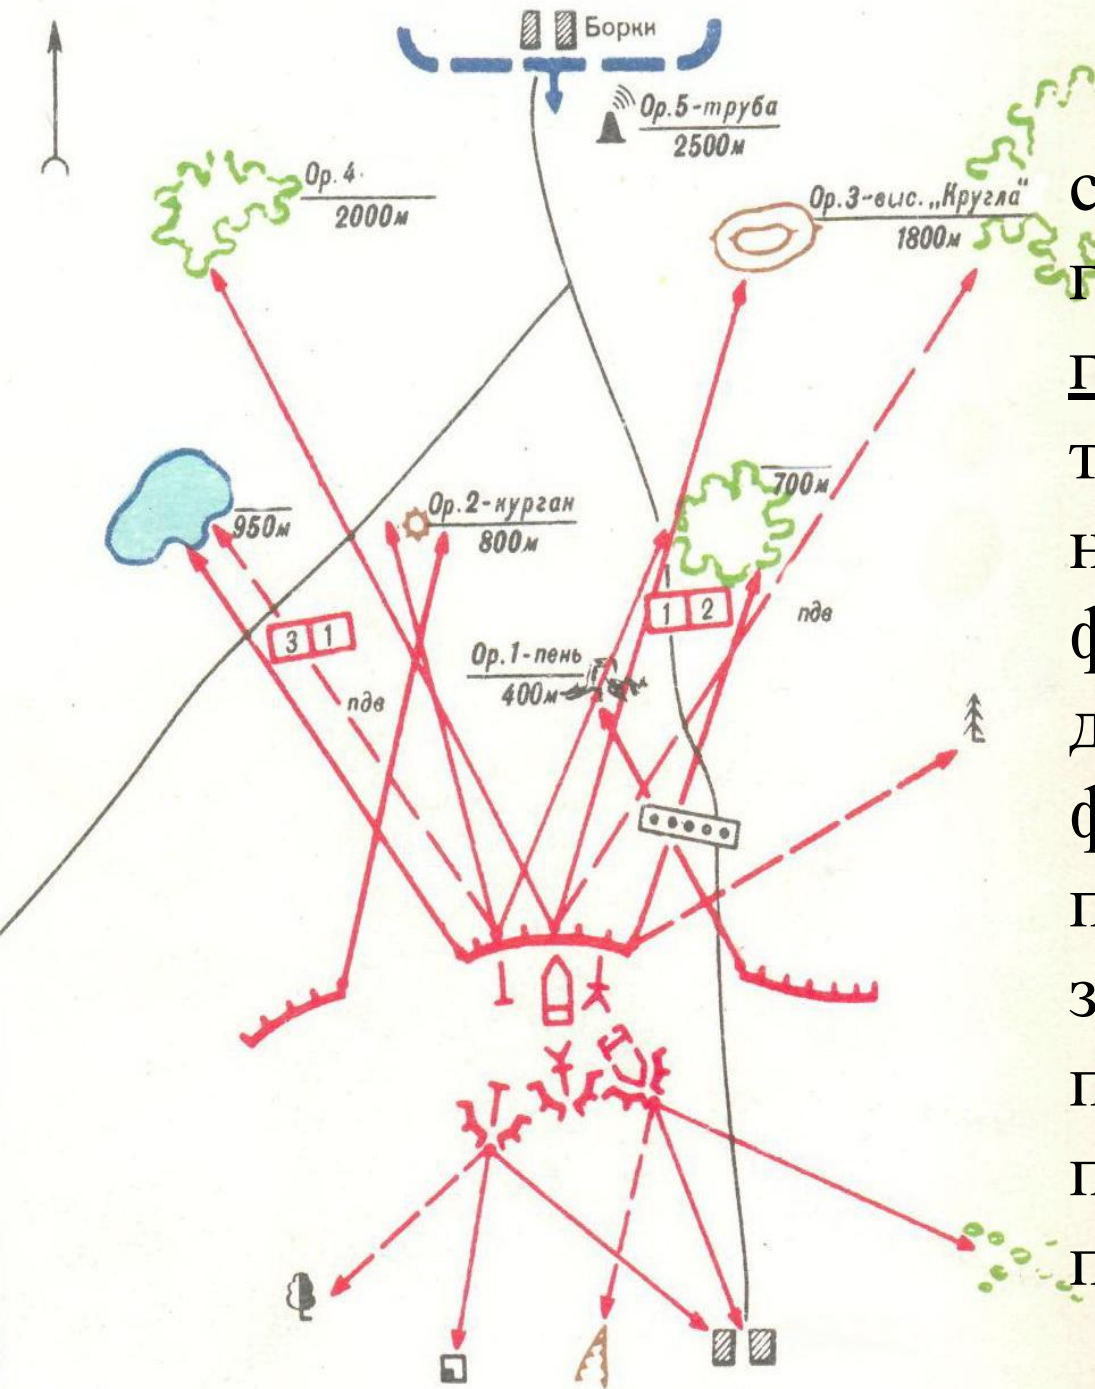 Борки
Ор.5-труба
2500м
Ор.4.
2000м
Ор.3-выс. „Кругла"
1800м
700м
950м
Ор.2-курган
800м
3 1
1 2
пдв
Ор.1-пень
400м
пдв